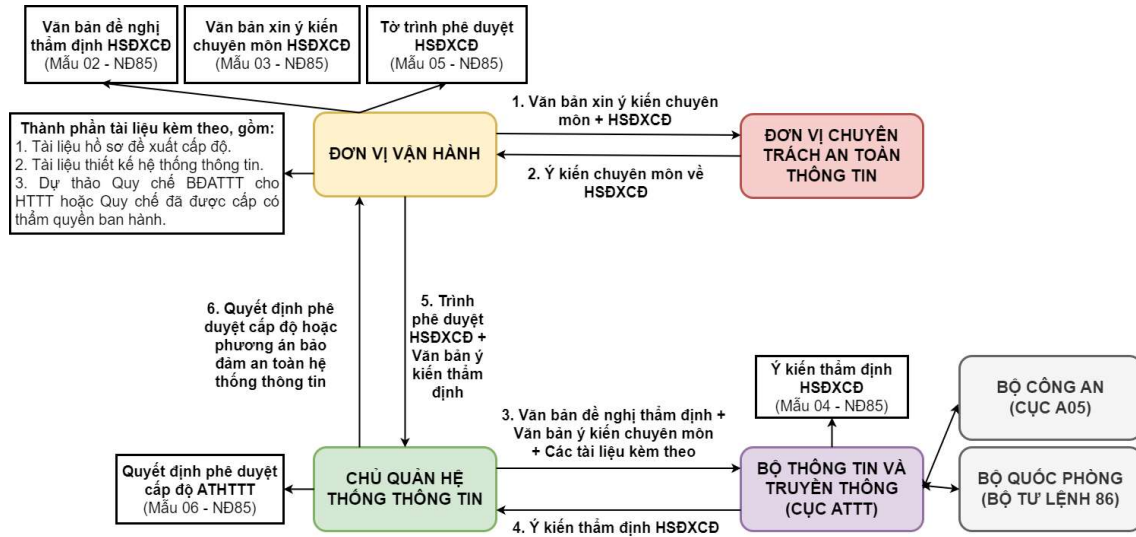 Văn bản đề nghị
thẩm định HSĐXCĐ
(Mẫu 02 - NĐ85)
Văn bản xin ý kiến
chuyên môn HSĐXCĐ
(Mẫu 03 - NĐ85)
Tờ trình phê duyệt
HSĐXCĐ
(Mẫu 05 - NĐ85)
Thành phần tài liệu kèm theo, gồm:
1. Tài liệu hồ sơ đề xuất cấp độ.
2. Tài liệu thiết kế hệ thống thông tin.
3. Dự thảo Quy chế BĐATTT cho
HTTT hoặc Quy chế đã được cấp có
thẩm quyền ban hành.
ĐƠN VỊ VẬN HÀNH
1. Văn bản xin ý kiến chuyên
môn + HSĐXCĐ
2. Ý kiến chuyên môn về
HSĐXCĐ
ĐƠN VỊ CHUYÊN
TRÁCH AN TOÀN
THÔNG TIN
6. Quyết định phê
duyệt cấp độ hoặc
phương án bảo
đảm an toàn hệ
thống thông tin
5. Trình
phê duyệt
HSĐXCĐ +
Văn bản ý
kiến thẩm
định
3. Văn bản đề nghị thẩm định +
Văn bản ý kiến chuyên môn
+ Các tài liệu kèm theo
Ý kiến thẩm định
HSĐXCĐ
(Mẫu 04 - NĐ85)
BỘ CÔNG AN
(CỤC A05)
Quyết định phê duyệt
cấp độ ATHTTT
(Mẫu 06 - NĐ85)
CHỦ QUẢN HỆ
THỐNG THÔNG TIN
4. Ý kiến thẩm định HSĐXCĐ
BỘ THÔNG TIN VÀ
TRUYỀN THÔNG
(CỤC ATTT)
BỘ QUỐC PHÒNG
(BỘ TƯ LỆNH 86)